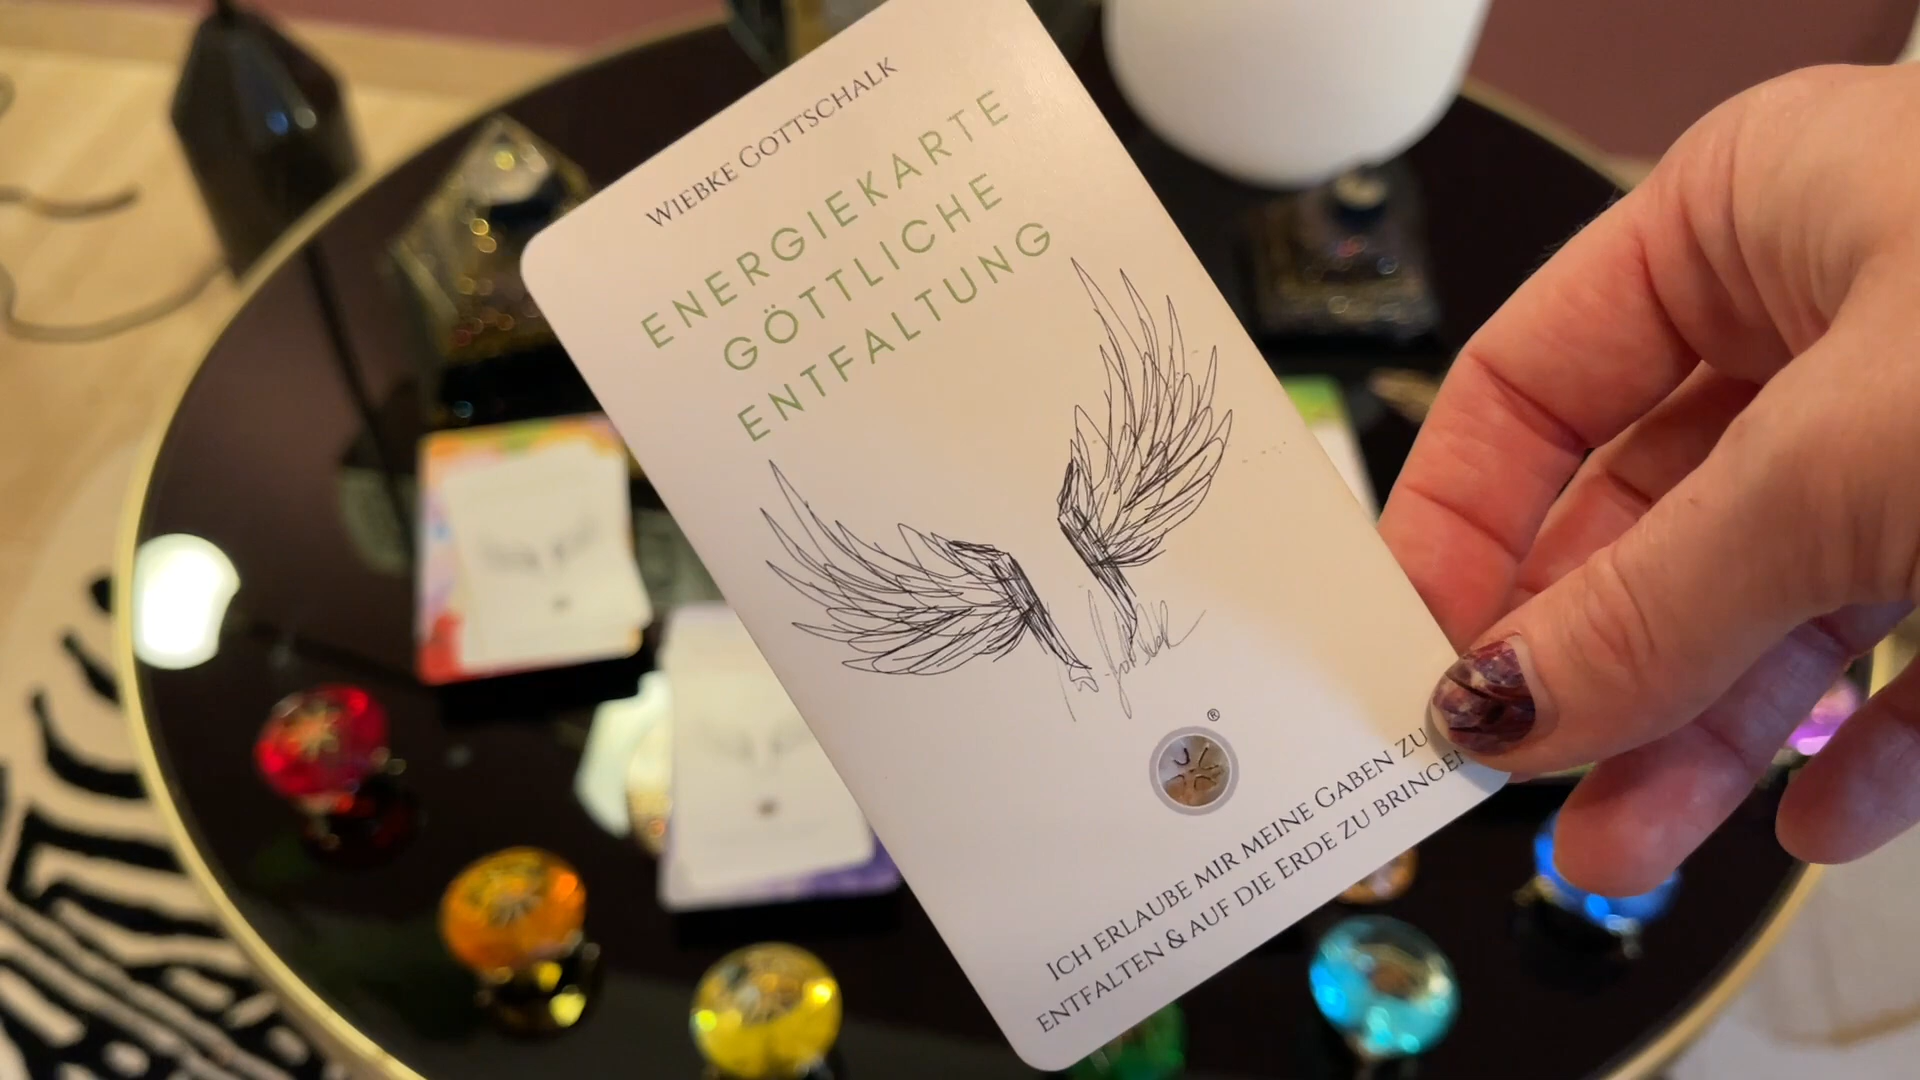 WIEBKE GOTTSCHALK
ENERGIEKARTE
GÖTTLICHE
ENTFALTUNG
®
ICH ERLAUBE MIR MEINE GABEN ZU
ENTFALTEN & AUF DIE ERDE ZU BRINGEN